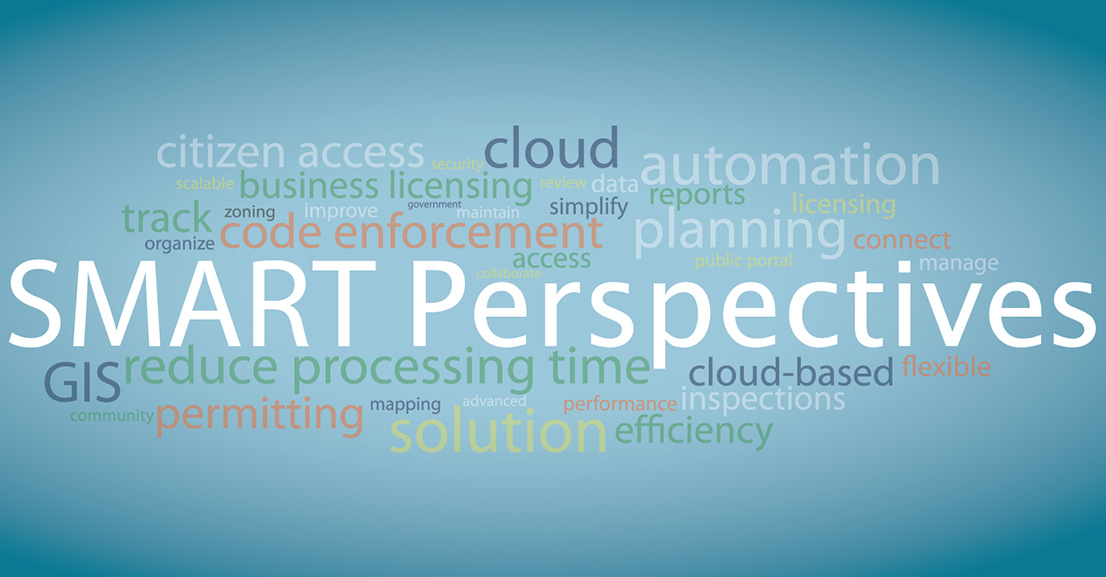 citizen access security cloud automation
scalable business licensing review data reports
track zoning improve government maintain simplify licensing
organize code enforcement planning connect
access public portal manage
collaborate
SMART Perspectives
GIS reduce processing time cloud-based flexible
community permitting mapping advanced performance inspections
solution efficiency